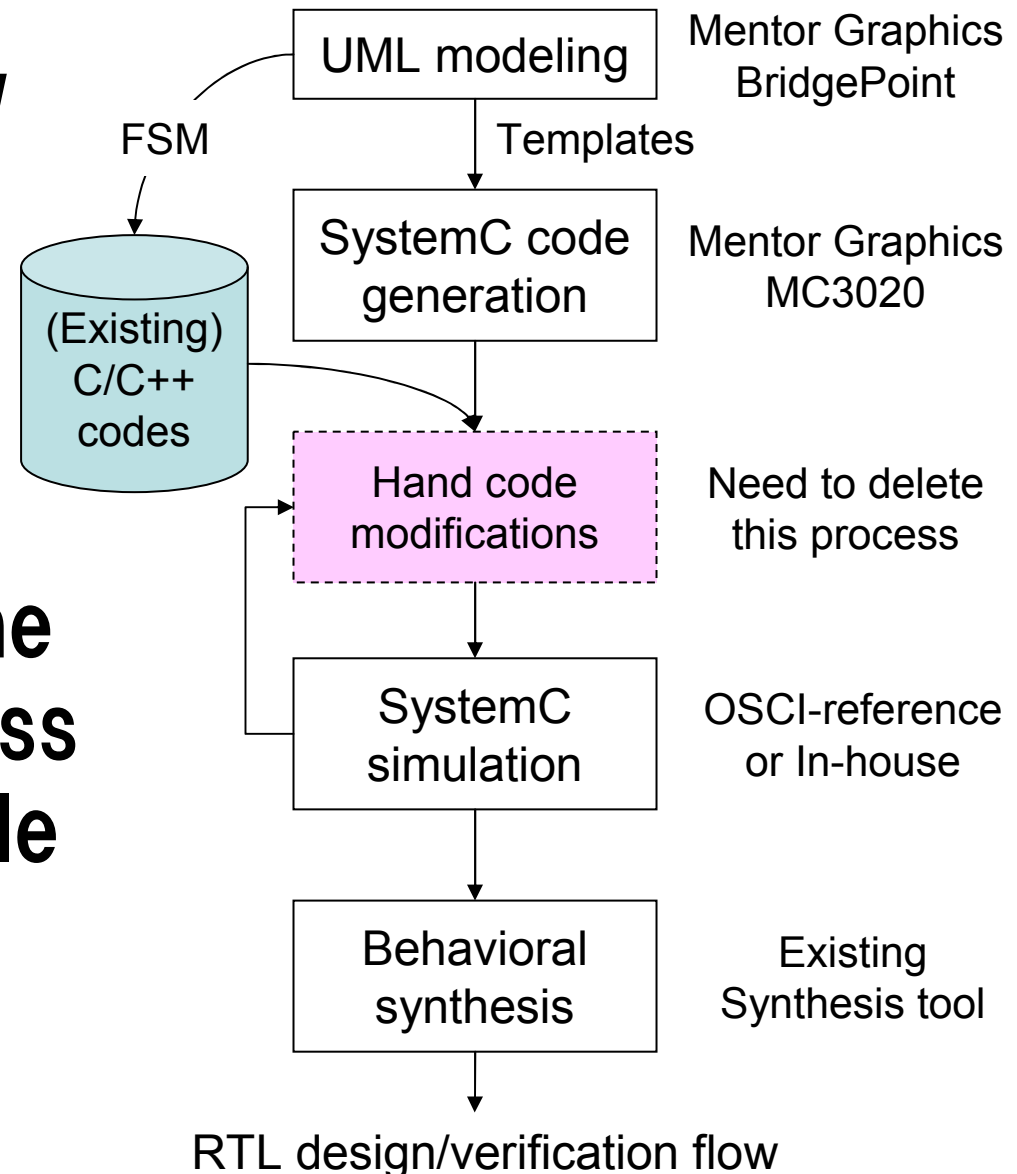 UML modeling
Mentor Graphics
BridgePoint
FSM
Templates
SystemC code
generation
Mentor Graphics
MC3020
(Existing)
C/C++
codes
Hand code
modifications
Need to delete
this process
SystemC
simulation
OSCI-reference
or In-house
Behavioral
synthesis
Existing
Synthesis tool
RTL design/verification flow